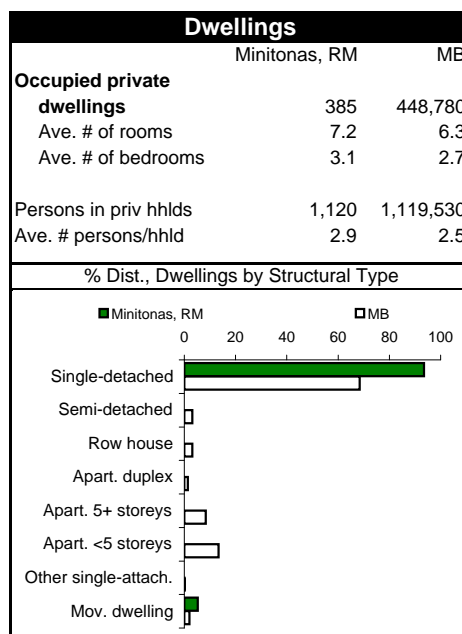 Dwellings
Minitonas, RM MB
Occupied private
dwellings 385 448,780
Ave. # of rooms 7.2 6.3
Ave. # of bedrooms 3.1 2.7
Persons in priv hhlds 1,120 1,119,530
Ave. # persons/hhld 2.9 2.5
% Dist., Dwellings by Structural Type
Minitonas, RM MB
0 20 40 60 80 100
Single-detached
Semi-detached
Row house
Apart. duplex
Apart. 5+ storeys
Apart. <5 storeys
Other single-attach.
Mov. dwelling